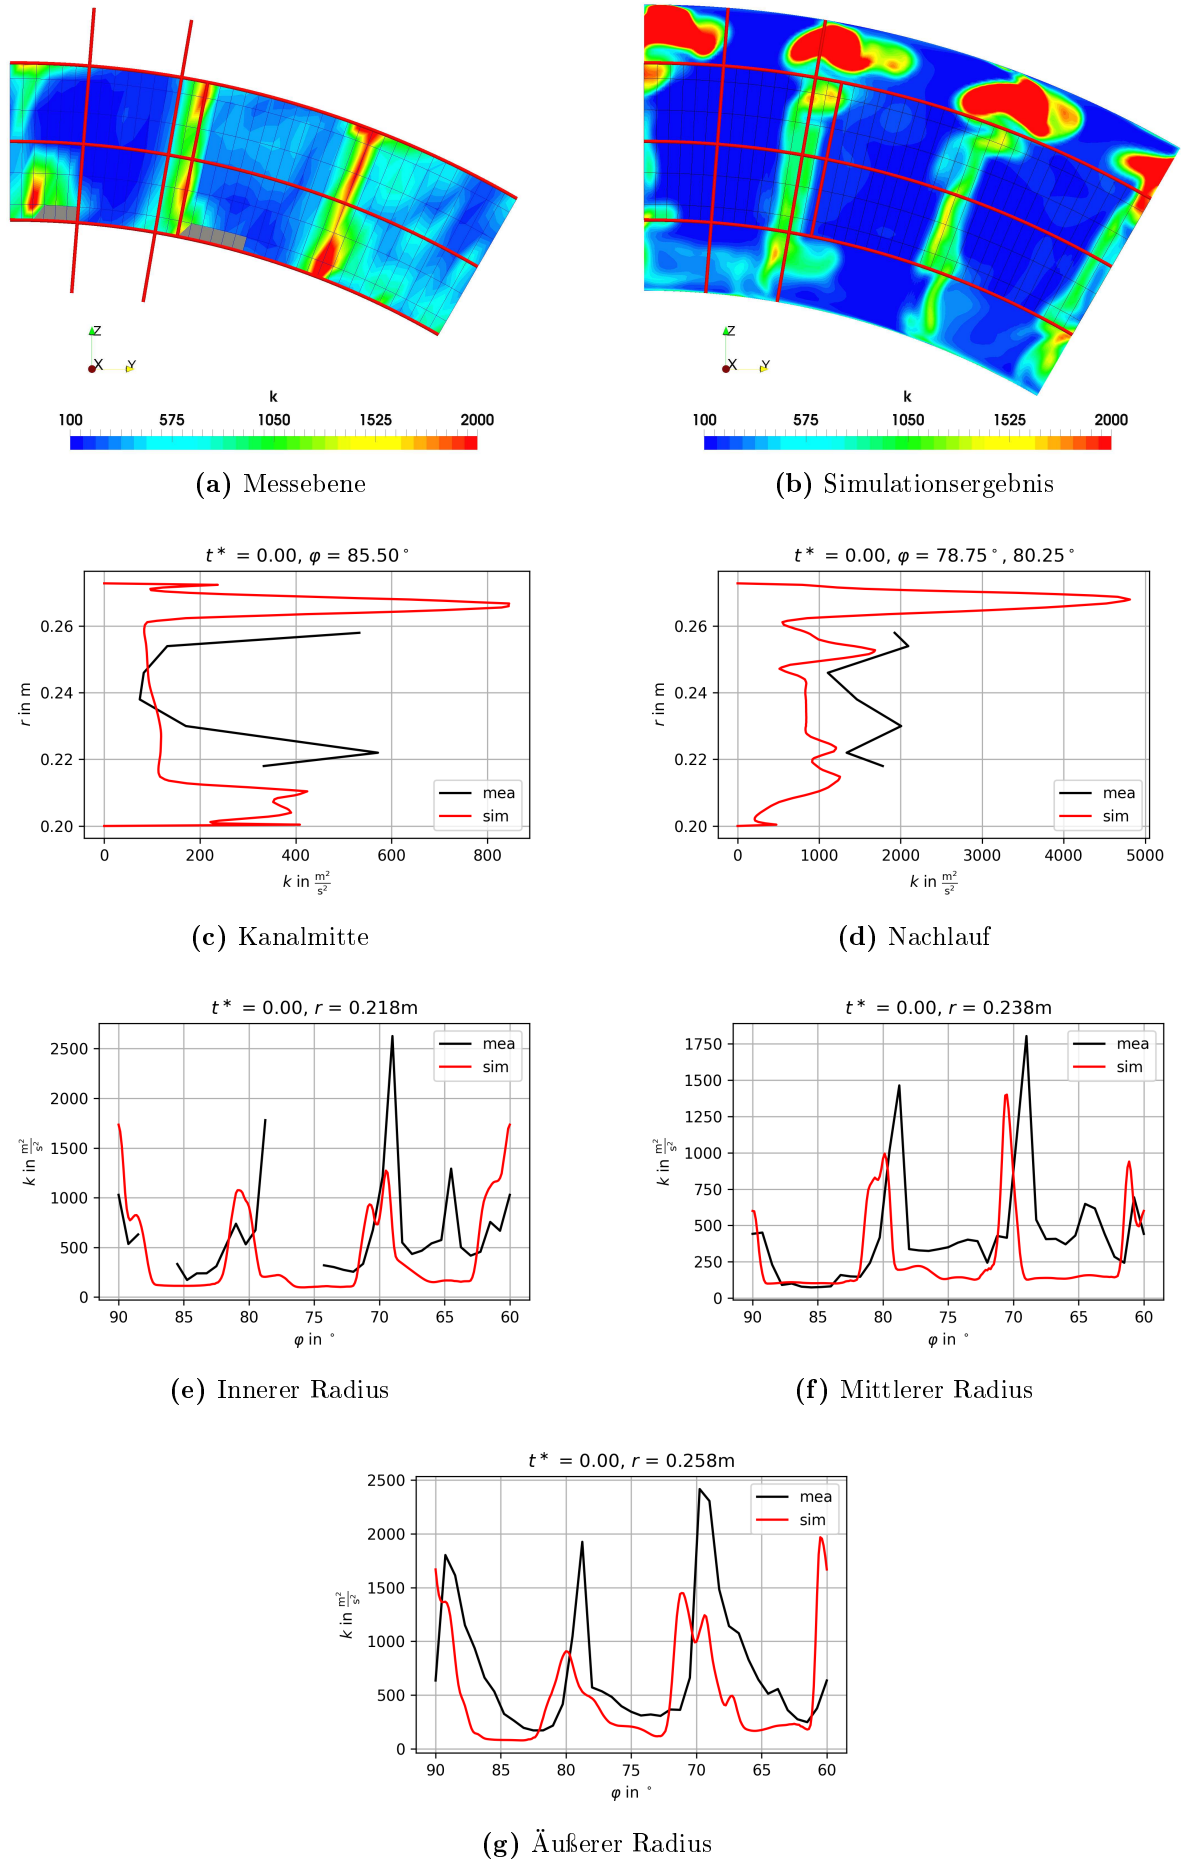 Z
X Y
k
100 575 1050 1525 2000
(a) Messebene
Z
X Y
k
100 575 1050 1525 2000
(b) Simulationsergebnis
t* = 0.00, φ = 85.50°
0.26
0.24
0.22
0.20
r in m
mea
sim
0 200 400 600 800
k in m²/s²
(c) Kanalmitte
t* = 0.00, φ = 78.75°, 80.25°
0.26
0.24
0.22
0.20
r in m
mea
sim
0 1000 2000 3000 4000 5000
k in m²/s²
(d) Nachlauf
t* = 0.00, r = 0.218m
2500
2000
1500
1000
500
0
k in m²/s²
mea
sim
90 85 80 75 70 65 60
φ in °
(e) Innerer Radius
t* = 0.00, r = 0.238m
1750
1500
1250
1000
750
500
250
0
k in m²/s²
mea
sim
90 85 80 75 70 65 60
φ in °
(f) Mittlerer Radius
t* = 0.00, r = 0.258m
2500
2000
1500
1000
500
0
k in m²/s²
mea
sim
90 85 80 75 70 65 60
φ in °
(g) Äußerer Radius